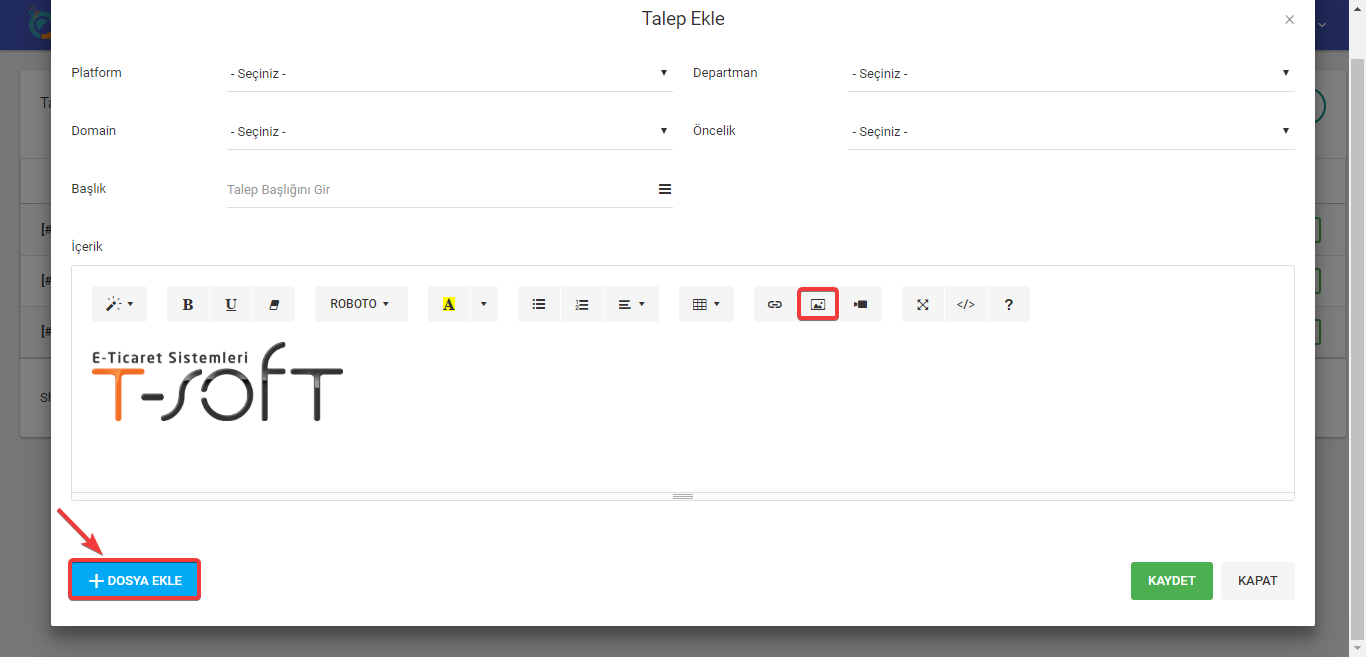 Talep Ekle ×
Platform - Seçiniz - Departman - Seçiniz -
Domain - Seçiniz - Öncelik - Seçiniz -
Başlık Talep Başlığını Gir
İçerik
B U ROBOTO A </> ?
E-Ticaret Sistemleri
T-SOFT
+ DOSYA EKLE KAYDET KAPAT